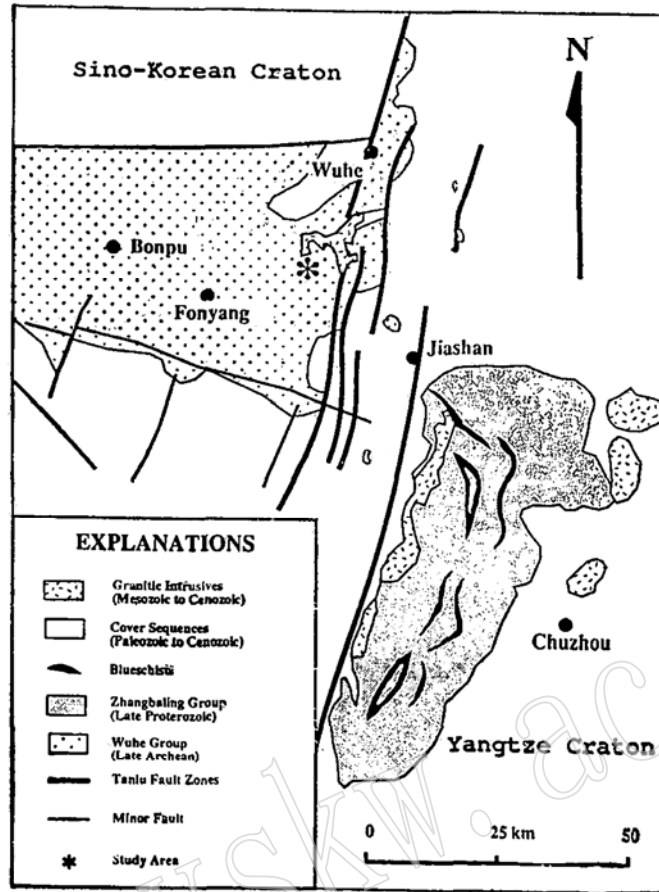 Sino-Korean Craton
N
Wuhe
Bonpu
Fonyang
Jiashan
EXPLANATIONS
Granitic Intrusives
(Mesozoic to Cenozoic)
Cover Sequences
(Paleozoic to Cenozoic)
Blueschists
Zhangbaling Group
(Late Proterozoic)
Wuhe Group
(Late Archean)
Tanlu Fault Zones
Minor Fault
Study Area
Chuzhou
Yangtze Craton
0 25 km 50